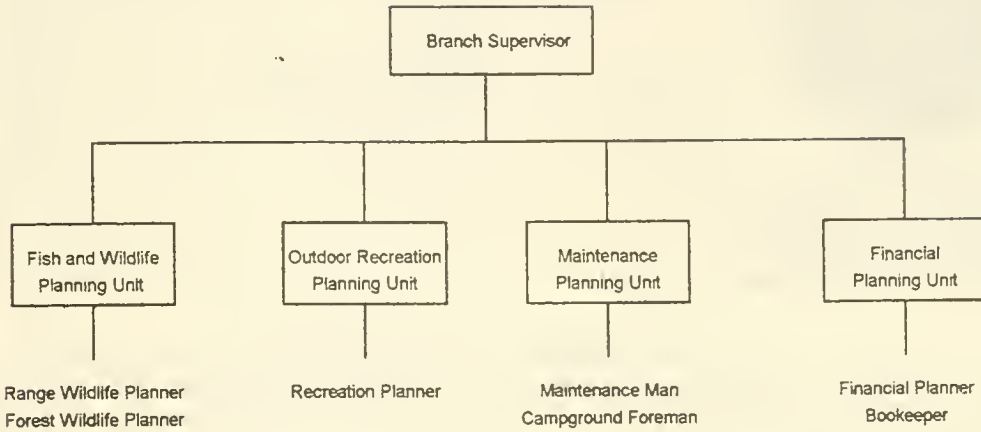 Branch Supervisor
Fish and Wildlife
Planning Unit
Outdoor Recreation
Planning Unit
Maintenance
Planning Unit
Financial
Planning Unit
Range Wildlife Planner
Forest Wildlife Planner
Recreation Planner
Maintenance Man
Campground Foreman
Financial Planner
Bookeeper